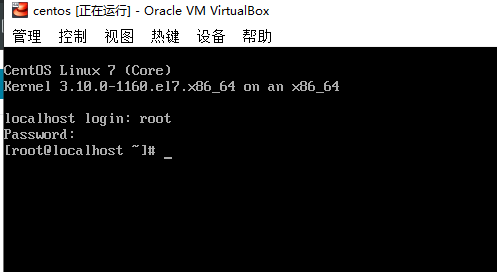 centos [正在运行] - Oracle VM VirtualBox
管理 控制 视图 热键 设备 帮助
CentOS Linux 7 (Core)
Kernel 3.10.0-1160.el7.x86_64 on an x86_64
localhost login: root
Password:
[root@localhost ~]# _